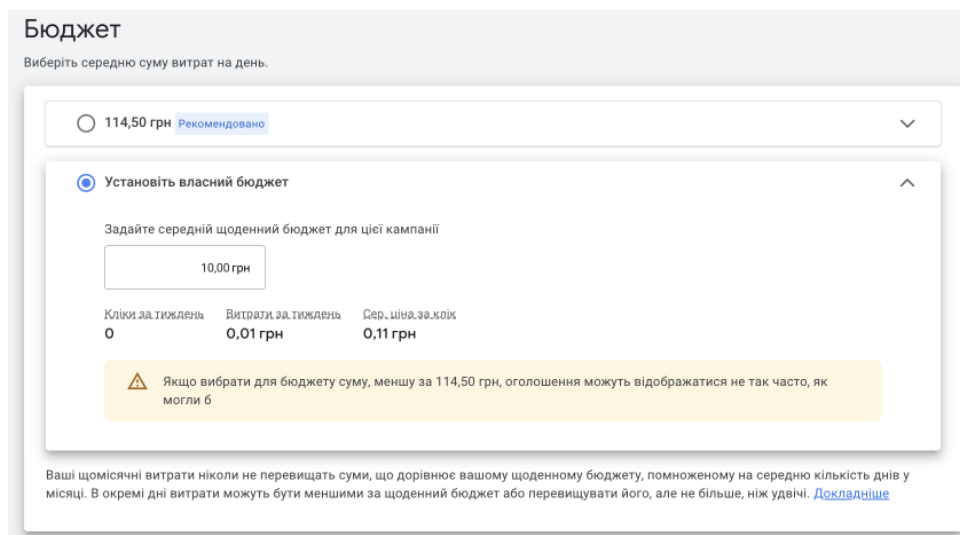 Бюджет
Виберіть середню суму витрат на день.
114,50 грн Рекомендовано
Установіть власний бюджет
Задайте середній щоденний бюджет для цієї кампанії
10,00 грн
Кліки за тиждень Витрати за тиждень Сер. ціна за клік
0 0,01 грн 0,11 грн
Якщо вибрати для бюджету суму, меншу за 114,50 грн, оголошення можуть відображатися не так часто, як
могли б
Ваші щомісячні витрати ніколи не перевищать суми, що дорівнює вашому щоденному бюджету, помноженому на середню кількість днів у
місяці. В окремі дні витрати можуть бути меншими за щоденний бюджет або перевищувати його, але не більше, ніж удвічі. Докладніше